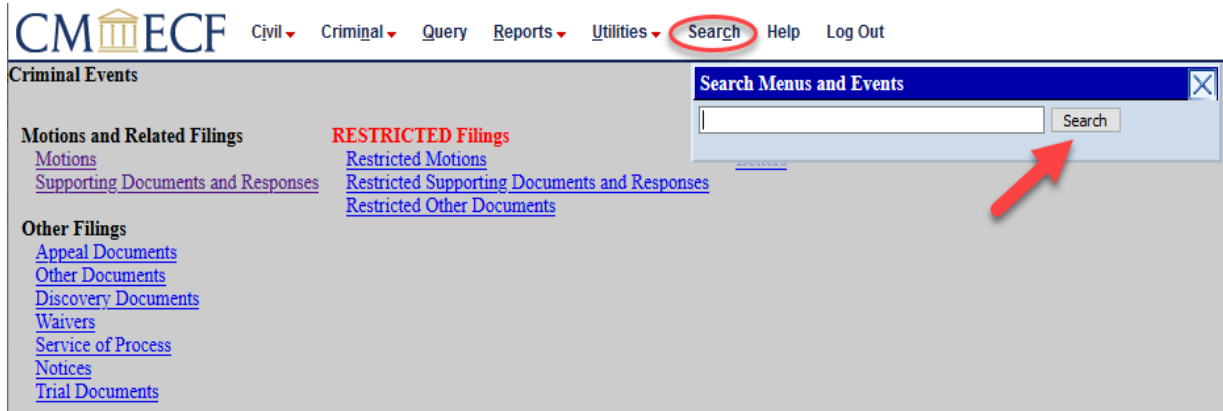 CM ECF Civil Criminal Query Reports Utilities Search Help Log Out
Criminal Events
Search Menus and Events
Search
Motions and Related Filings
Motions
Supporting Documents and Responses
RESTRICTED Filings
Restricted Motions
Restricted Supporting Documents and Responses
Restricted Other Documents
Letters
Other Filings
Appeal Documents
Other Documents
Discovery Documents
Waivers
Service of Process
Notices
Trial Documents